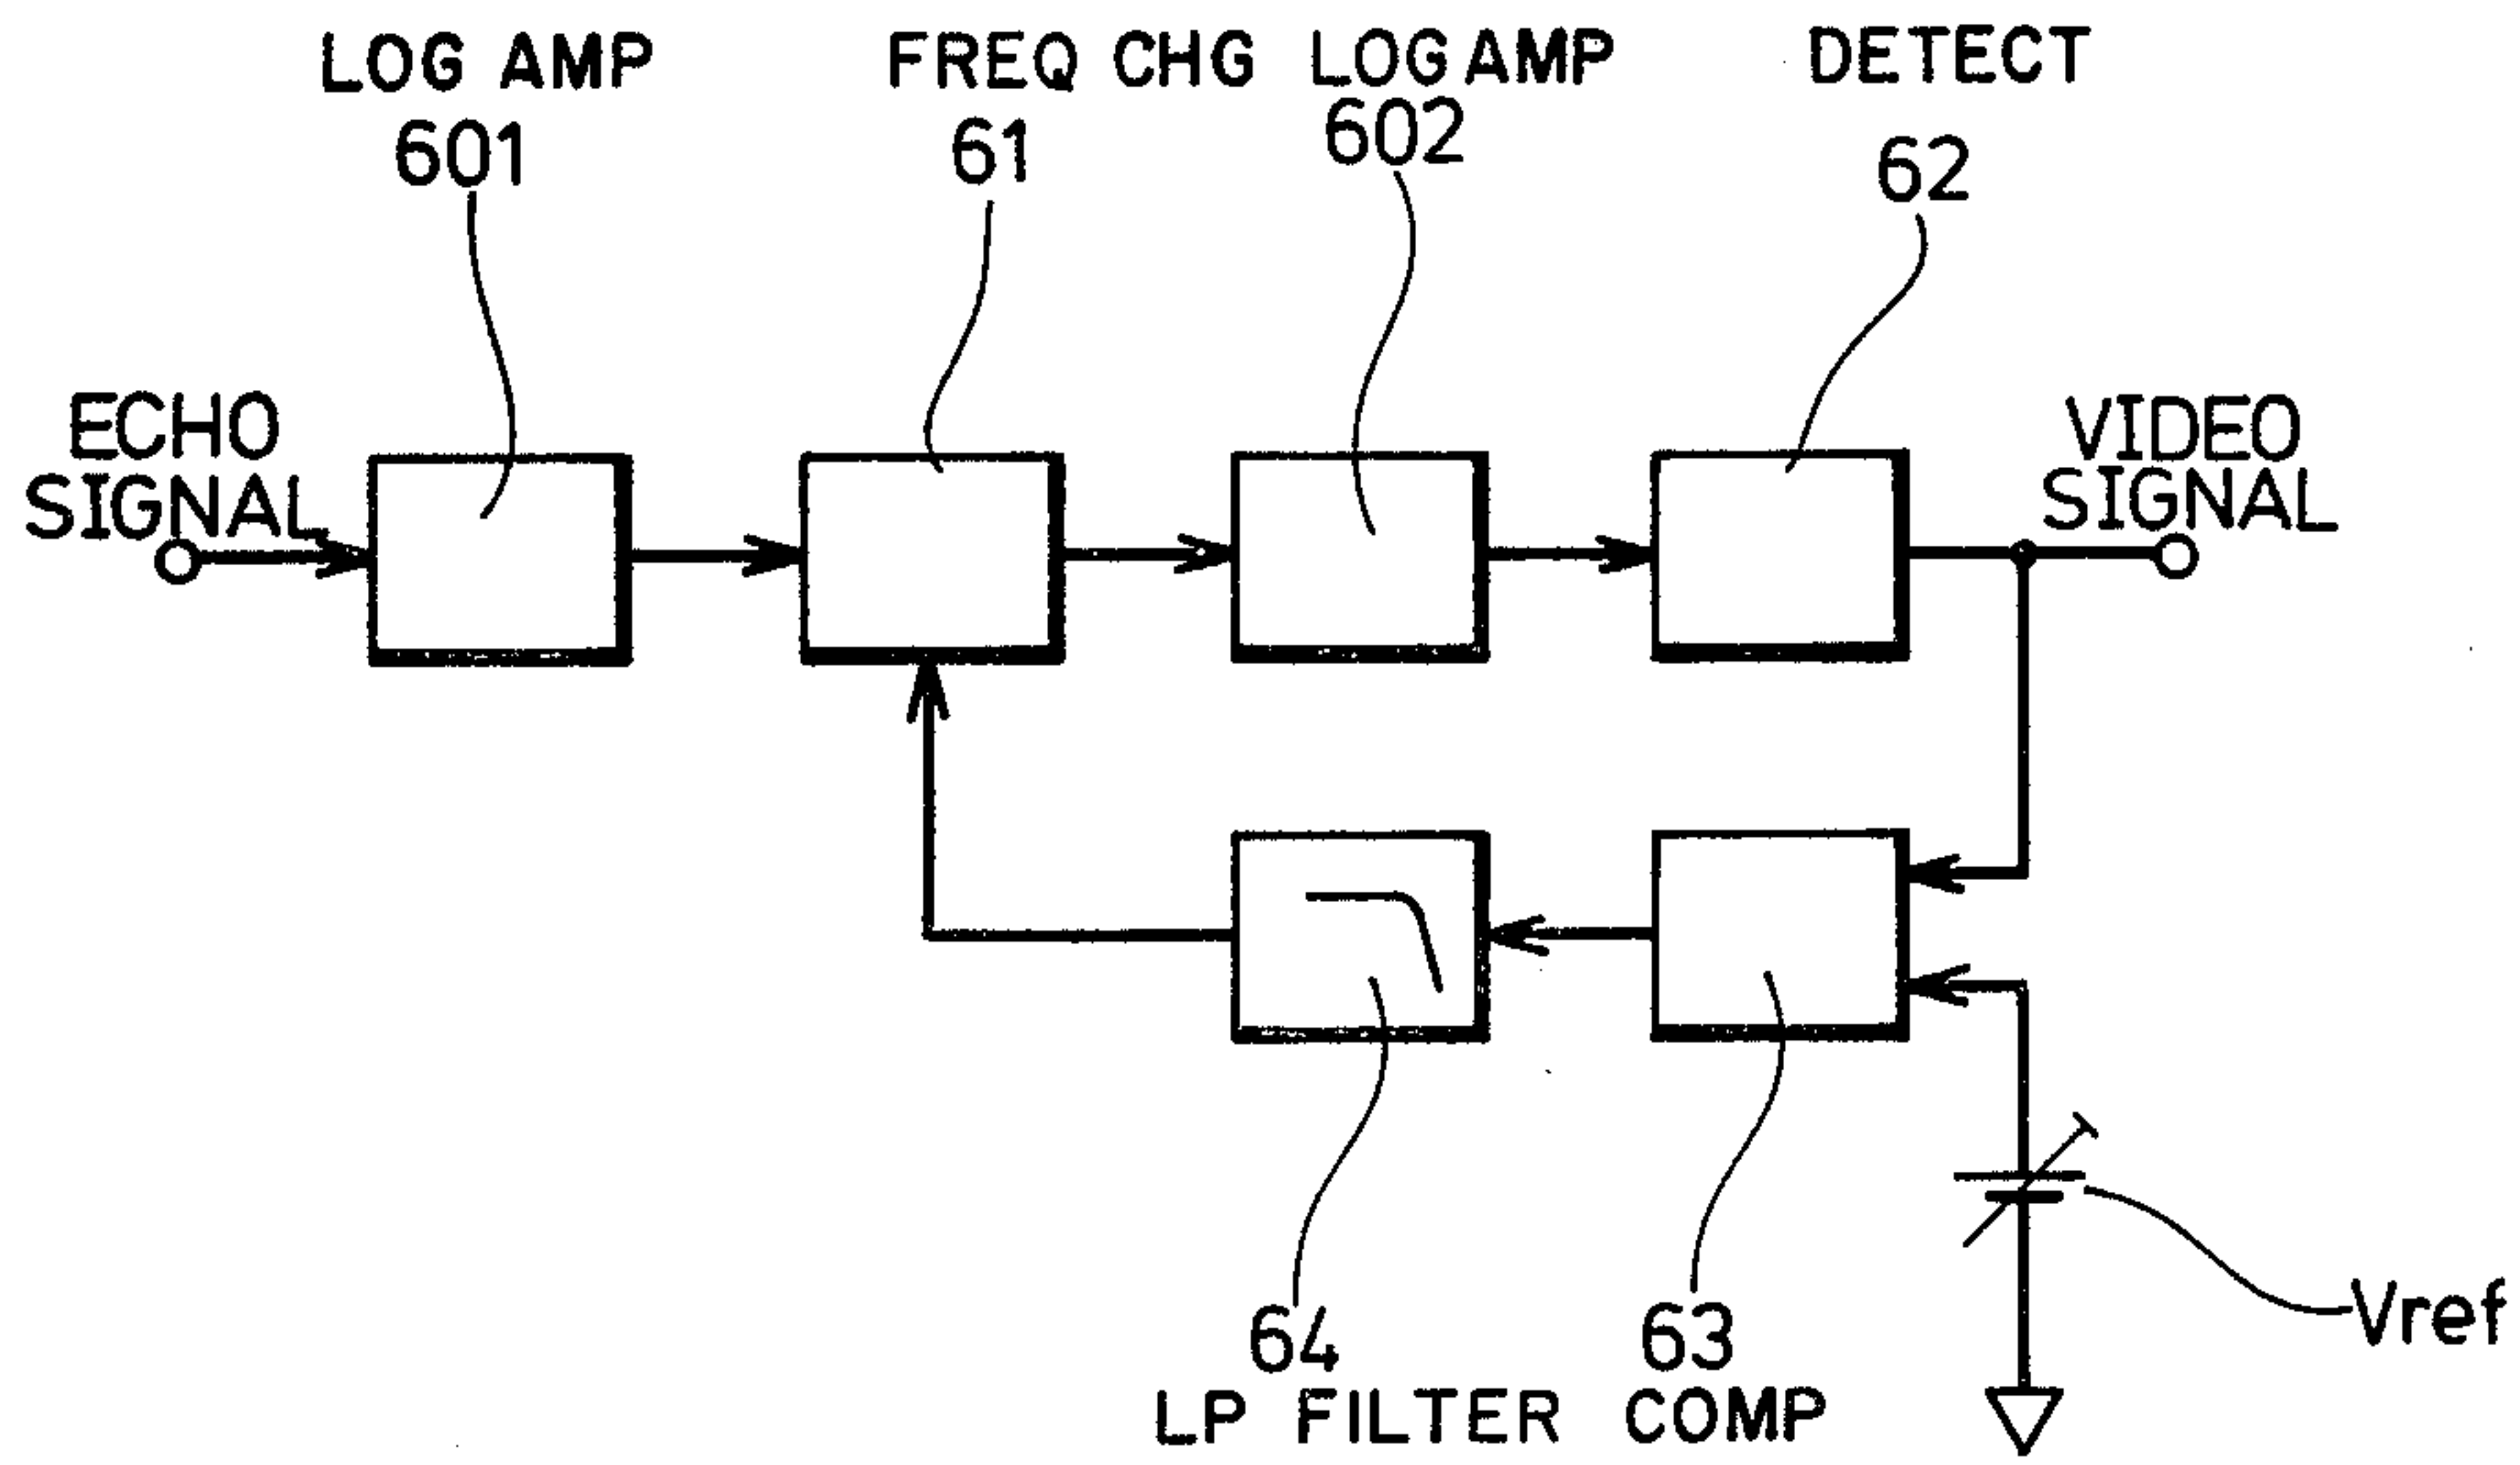 LOG AMP
601
FREQ CHG
61
LOG AMP
602
DETECT
62
ECHO
SIGNAL
VIDEO
SIGNAL
64
LP FILTER
63
COMP
Vref